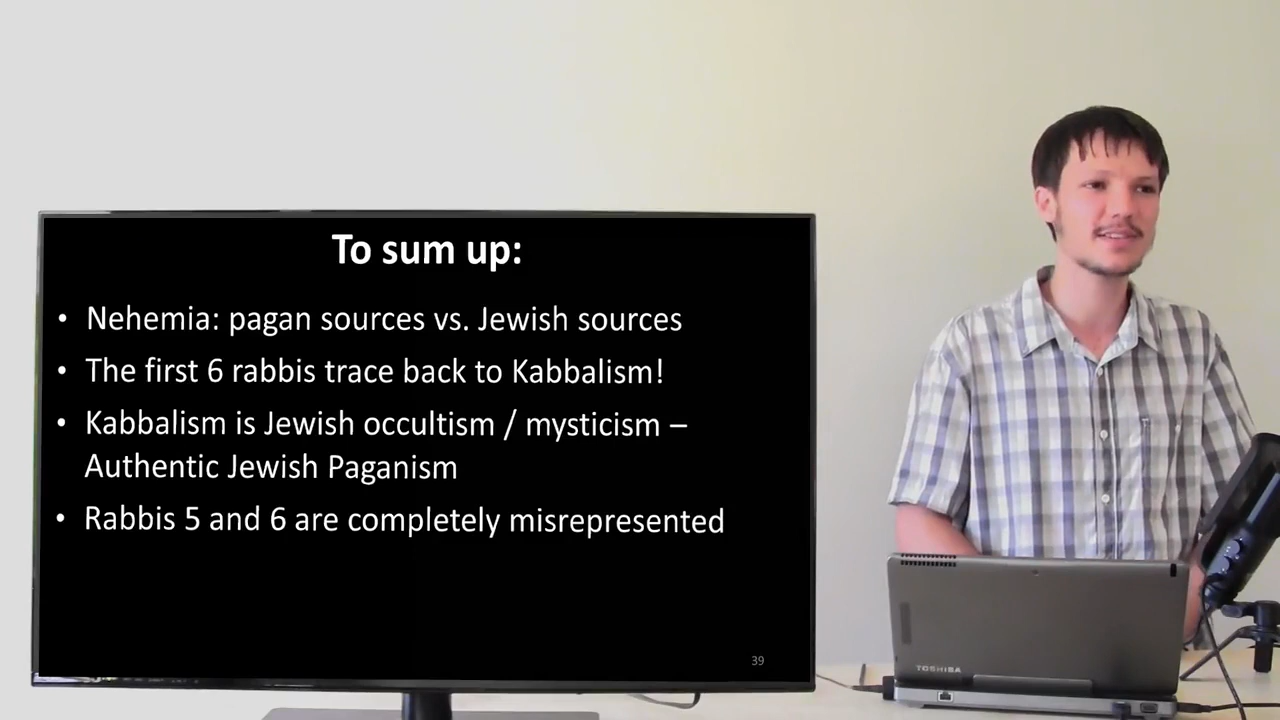 To sum up:
• Nehemia: pagan sources vs. Jewish sources
• The first 6 rabbis trace back to Kabbalism!
• Kabbalism is Jewish occultism / mysticism –
Authentic Jewish Paganism
• Rabbis 5 and 6 are completely misrepresented
39
TOSHIBA